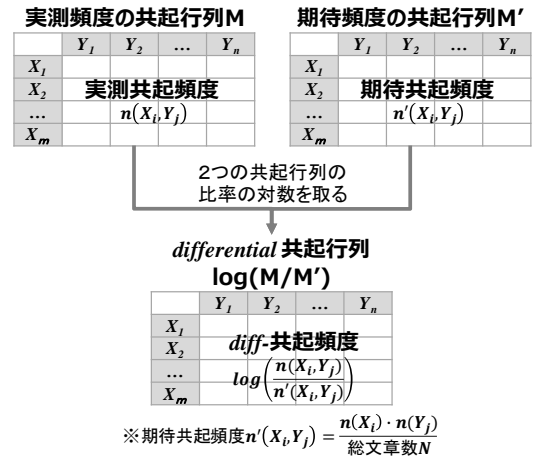 実測頻度の共起行列M
Y1 Y2 … Yn
X1
X2
…
Xm
実測共起頻度
n(Xi,Yj)
期待頻度の共起行列M′
Y1 Y2 … Yn
X1
X2
…
Xm
期待共起頻度
n′(Xi,Yj)
2つの共起行列の
比率の対数を取る
differential 共起行列
log(M/M′)
Y1 Y2 … Yn
X1
X2
…
Xm
diff-共起頻度
log(n(Xi,Yj)/n′(Xi,Yj))
※期待共起頻度n′(Xi,Yj)=n(Xi)・n(Yj)/総文章数N